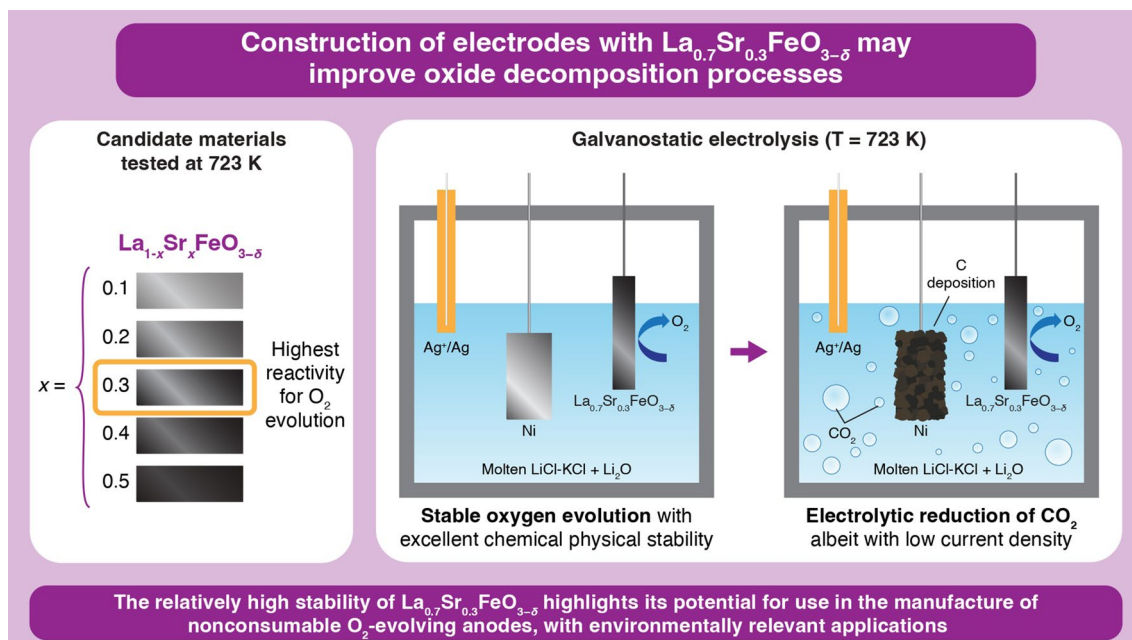 Construction of electrodes with La₀.₇Sr₀.₃FeO₃₋δ may
improve oxide decomposition processes
Candidate materials
tested at 723 K
La₁₋ₓSrₓFeO₃₋δ
x =
0.1
0.2
0.3
0.4
0.5
Highest
reactivity
for O₂
evolution
Galvanostatic electrolysis (T = 723 K)
Ag⁺/Ag
O₂
La₀.₇Sr₀.₃FeO₃₋δ
Ni
Molten LiCl-KCl + Li₂O
Stable oxygen evolution with
excellent chemical physical stability
C
deposition
Ag⁺/Ag
O₂
La₀.₇Sr₀.₃FeO₃₋δ
CO₂
Ni
Molten LiCl-KCl + Li₂O
Electrolytic reduction of CO₂
albeit with low current density
The relatively high stability of La₀.₇Sr₀.₃FeO₃₋δ highlights its potential for use in the manufacture of
nonconsumable O₂-evolving anodes, with environmentally relevant applications